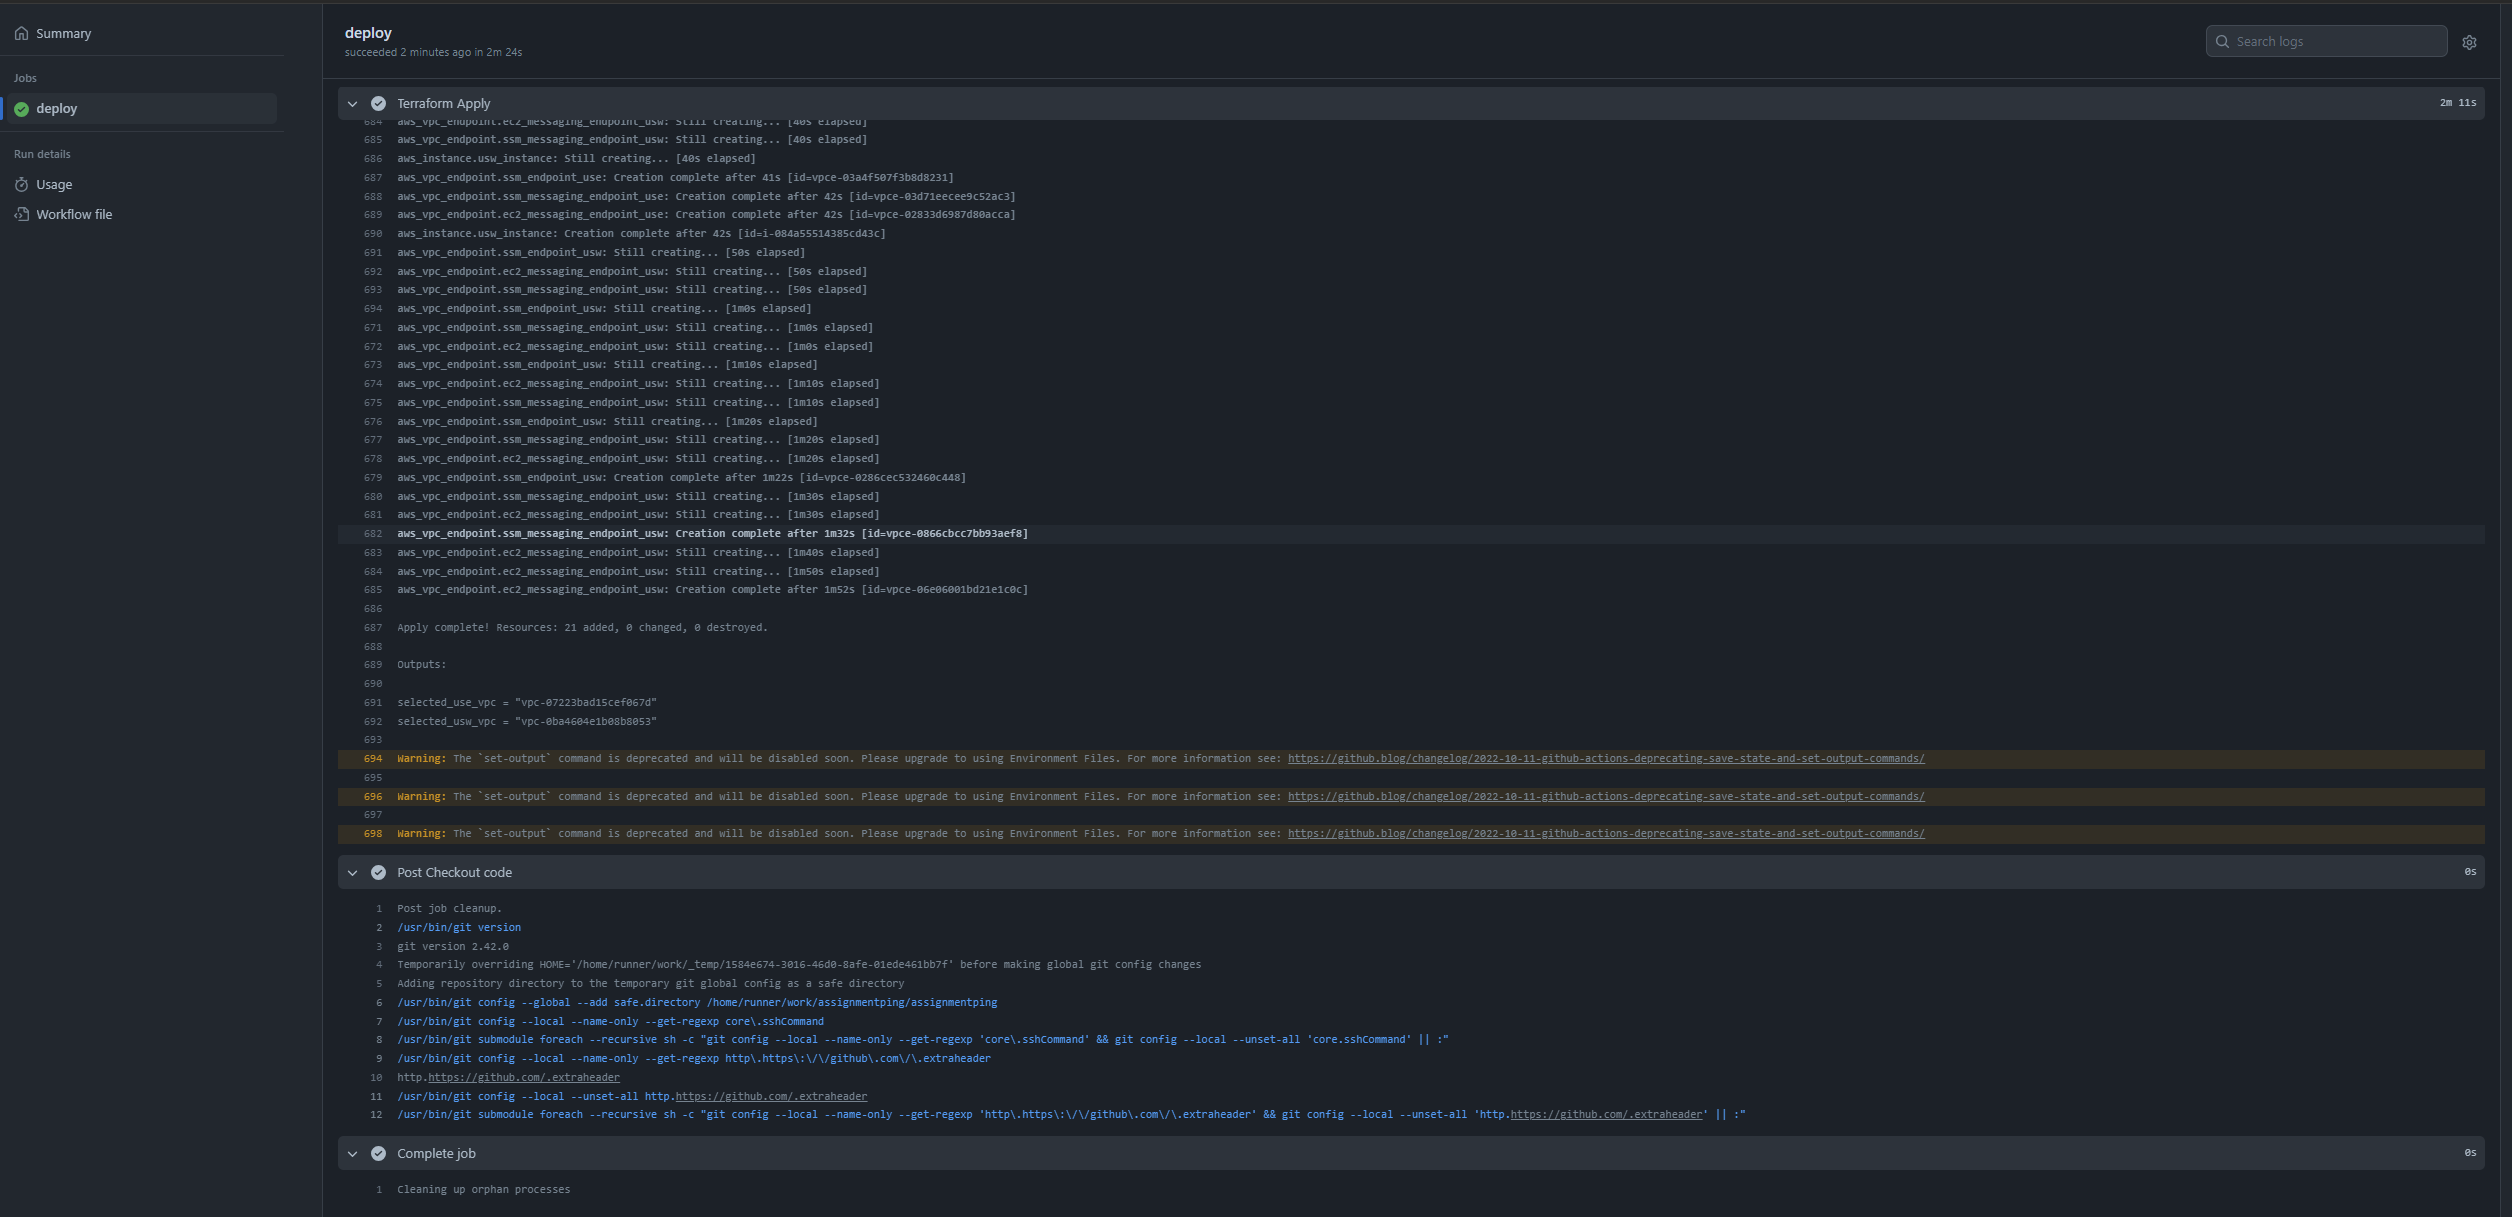 Summary
Jobs
deploy
Run details
Usage
Workflow file
deploy
succeeded 2 minutes ago in 2m 24s
Search logs
Terraform Apply 2m 11s
684 aws_vpc_endpoint.ec2_messaging_endpoint_usw: Still creating... [40s elapsed]
685 aws_vpc_endpoint.ssm_messaging_endpoint_usw: Still creating... [40s elapsed]
686 aws_instance.usw_instance: Still creating... [40s elapsed]
687 aws_vpc_endpoint.ssm_endpoint_use: Creation complete after 41s [id=vpce-03a4f507f3b8d8231]
688 aws_vpc_endpoint.ssm_messaging_endpoint_use: Creation complete after 42s [id=vpce-03d71eecee9c52ac3]
689 aws_vpc_endpoint.ec2_messaging_endpoint_use: Creation complete after 42s [id=vpce-02833d6987d80acca]
690 aws_instance.usw_instance: Creation complete after 42s [id=i-084a55514385cd43c]
691 aws_vpc_endpoint.ssm_endpoint_usw: Still creating... [50s elapsed]
692 aws_vpc_endpoint.ec2_messaging_endpoint_usw: Still creating... [50s elapsed]
693 aws_vpc_endpoint.ssm_messaging_endpoint_usw: Still creating... [50s elapsed]
694 aws_vpc_endpoint.ssm_endpoint_usw: Still creating... [1m0s elapsed]
671 aws_vpc_endpoint.ssm_messaging_endpoint_usw: Still creating... [1m0s elapsed]
672 aws_vpc_endpoint.ec2_messaging_endpoint_usw: Still creating... [1m0s elapsed]
673 aws_vpc_endpoint.ssm_endpoint_usw: Still creating... [1m10s elapsed]
674 aws_vpc_endpoint.ec2_messaging_endpoint_usw: Still creating... [1m10s elapsed]
675 aws_vpc_endpoint.ssm_messaging_endpoint_usw: Still creating... [1m10s elapsed]
676 aws_vpc_endpoint.ssm_endpoint_usw: Still creating... [1m20s elapsed]
677 aws_vpc_endpoint.ssm_messaging_endpoint_usw: Still creating... [1m20s elapsed]
678 aws_vpc_endpoint.ec2_messaging_endpoint_usw: Still creating... [1m20s elapsed]
679 aws_vpc_endpoint.ssm_endpoint_usw: Creation complete after 1m22s [id=vpce-0286cec532460c448]
680 aws_vpc_endpoint.ssm_messaging_endpoint_usw: Still creating... [1m30s elapsed]
681 aws_vpc_endpoint.ec2_messaging_endpoint_usw: Still creating... [1m30s elapsed]
682 aws_vpc_endpoint.ssm_messaging_endpoint_usw: Creation complete after 1m32s [id=vpce-0866cbcc7bb93aef8]
683 aws_vpc_endpoint.ec2_messaging_endpoint_usw: Still creating... [1m40s elapsed]
684 aws_vpc_endpoint.ec2_messaging_endpoint_usw: Still creating... [1m50s elapsed]
685 aws_vpc_endpoint.ec2_messaging_endpoint_usw: Creation complete after 1m52s [id=vpce-06e06001bd21e1c0c]
686
687 Apply complete! Resources: 21 added, 0 changed, 0 destroyed.
688
689 Outputs:
690
691 selected_use_vpc = "vpc-07223bad15cef067d"
692 selected_usw_vpc = "vpc-0ba4604e1b08b8053"
693
694 Warning: The `set-output` command is deprecated and will be disabled soon. Please upgrade to using Environment Files. For more information see: https://github.blog/changelog/2022-10-11-github-actions-deprecating-save-state-and-set-output-commands/
695
696 Warning: The `set-output` command is deprecated and will be disabled soon. Please upgrade to using Environment Files. For more information see: https://github.blog/changelog/2022-10-11-github-actions-deprecating-save-state-and-set-output-commands/
697
698 Warning: The `set-output` command is deprecated and will be disabled soon. Please upgrade to using Environment Files. For more information see: https://github.blog/changelog/2022-10-11-github-actions-deprecating-save-state-and-set-output-commands/
Post Checkout code 0s
1 Post job cleanup.
2 /usr/bin/git version
3 git version 2.42.0
4 Temporarily overriding HOME='/home/runner/work/_temp/1584e674-3016-46d0-8afe-01ede461bb7f' before making global git config changes
5 Adding repository directory to the temporary git global config as a safe directory
6 /usr/bin/git config --global --add safe.directory /home/runner/work/assignmentping/assignmentping
7 /usr/bin/git config --local --name-only --get-regexp core\.sshCommand
8 /usr/bin/git submodule foreach --recursive sh -c "git config --local --name-only --get-regexp 'core\.sshCommand' && git config --local --unset-all 'core.sshCommand' || :"
9 /usr/bin/git config --local --name-only --get-regexp http\.https\:\/\/github\.com\/\.extraheader
10 http.https://github.com/.extraheader
11 /usr/bin/git config --local --unset-all http.https://github.com/.extraheader
12 /usr/bin/git submodule foreach --recursive sh -c "git config --local --name-only --get-regexp 'http\.https\:\/\/github\.com\/\.extraheader' && git config --local --unset-all 'http.https://github.com/.extraheader' || :"
Complete job 0s
1 Cleaning up orphan processes